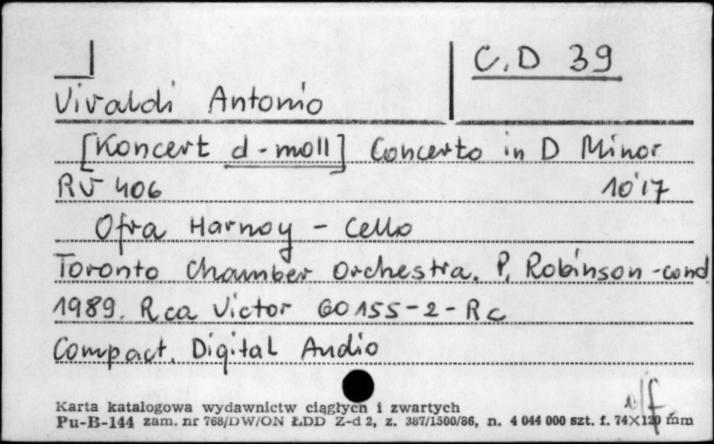 C.D 39
Vivaldi Antonio
[Koncert d-moll] Concerto in D Minor
RV 406 10'17
Ofra Harnoy - Cello
Toronto Chamber Orchestra. P. Robinson-cond
1989. Rca Victor 60155-2-Rc
Compact. Digital Audio
Karta katalogowa wydawnictw ciągłych i zwartych
Pu-B-144 zam. nr 768/DW/ON ŁDD Z-d 2, z. 387/1500/86, n. 4 044 000 szt. f. 74X120 mm